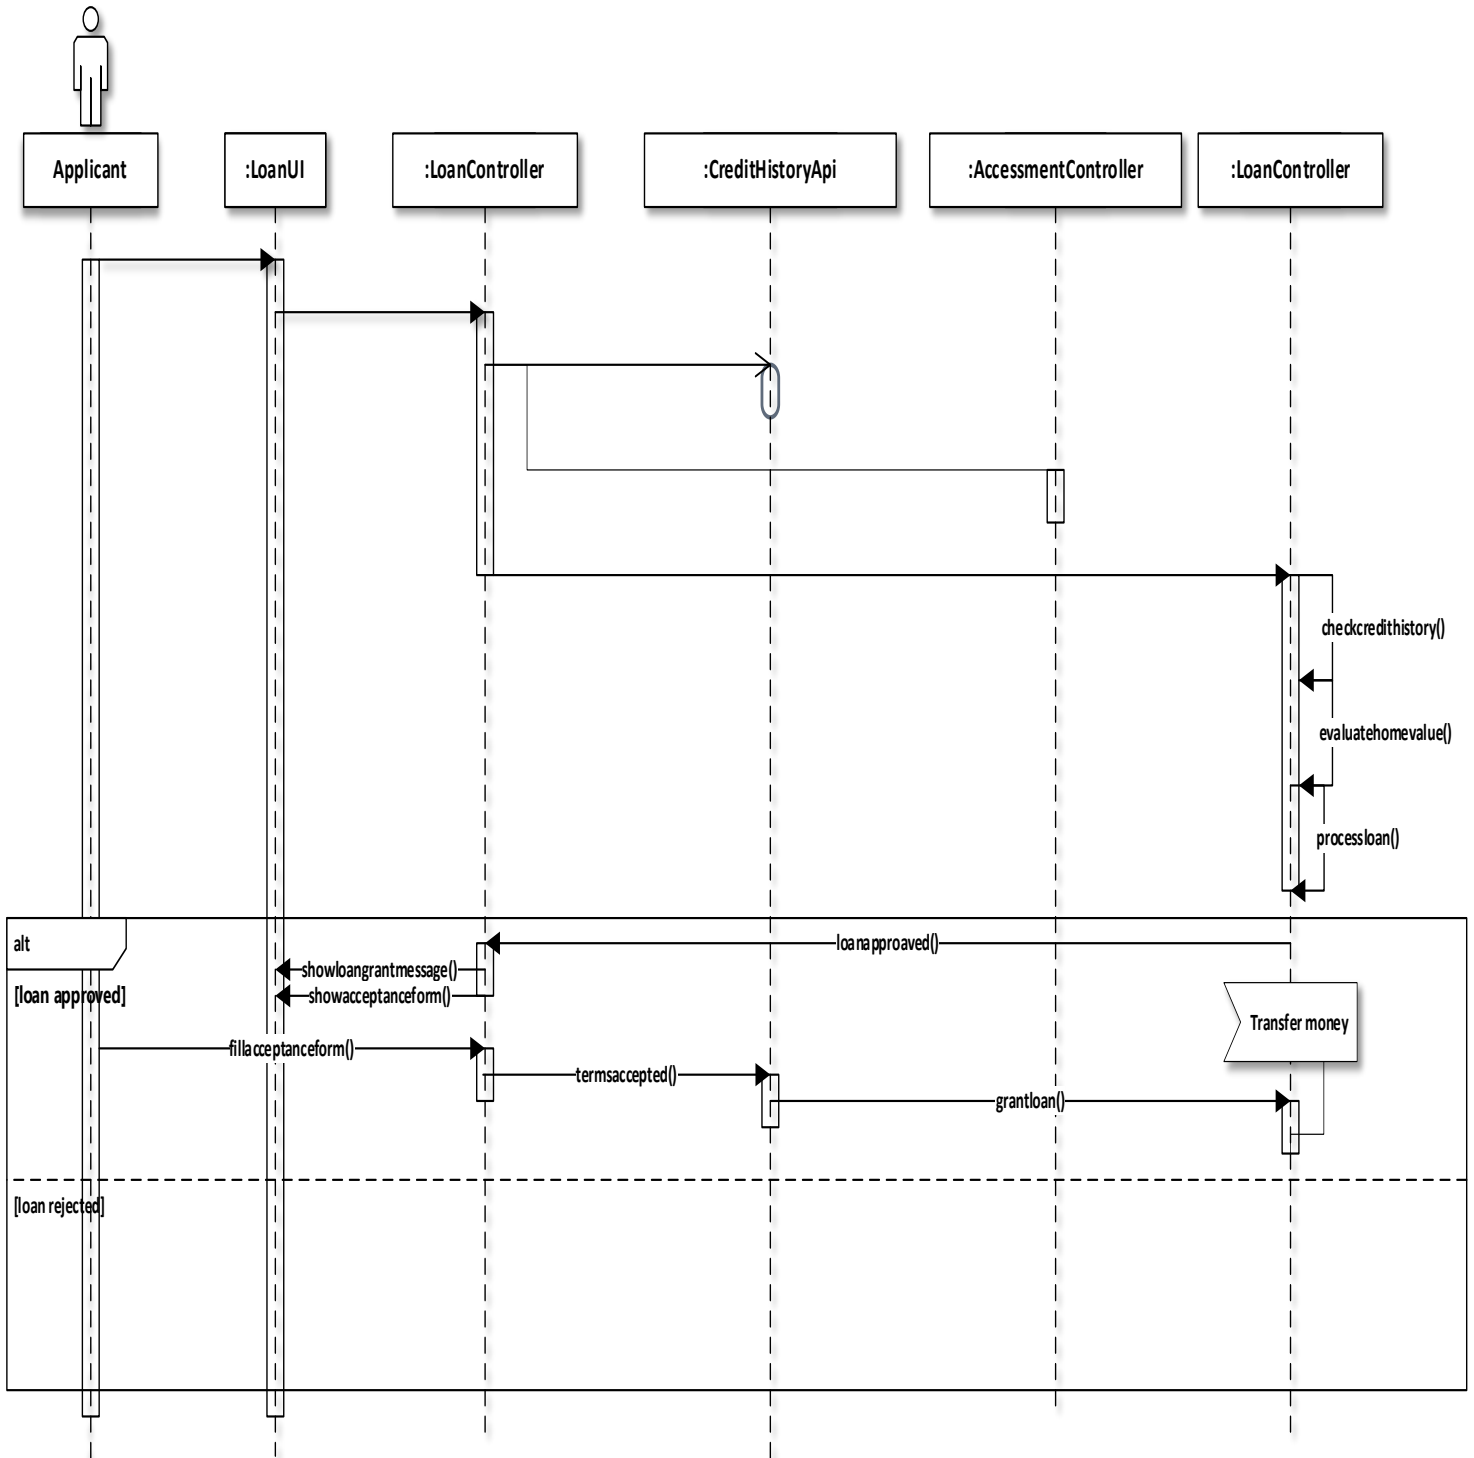 Applicant
:LoanUI
:LoanController
:CreditHistoryApi
:AccessmentController
:LoanController
checkcredithistory()
evaluatehomevalue()
processloan()
alt
loanapproaved()
showloangrantmessage()
[loan approved]
showacceptanceform()
Transfer money
fillacceptanceform()
termsaccepted()
grantloan()
[loan rejected]